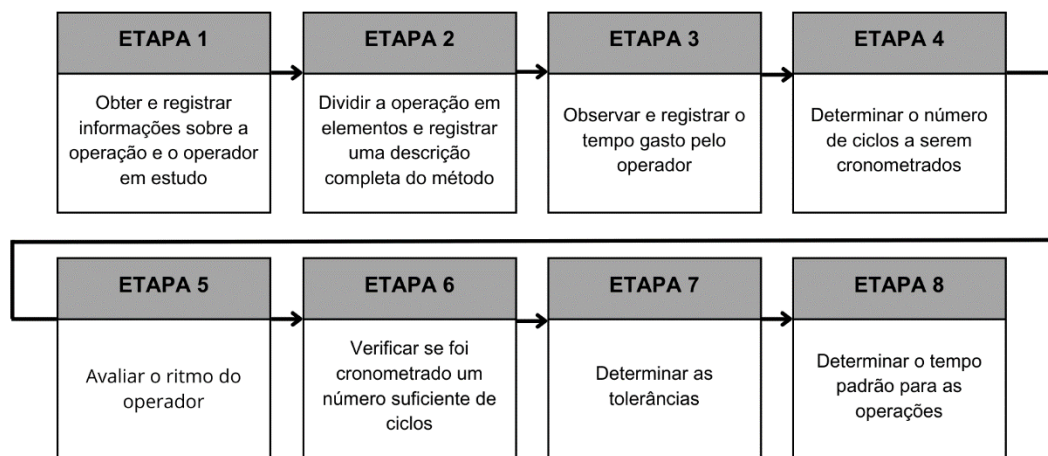 ETAPA 1
Obter e registrar
informações sobre a
operação e o operador
em estudo
ETAPA 2
Dividir a operação em
elementos e registrar
uma descrição
completa do método
ETAPA 3
Observar e registrar o
tempo gasto pelo
operador
ETAPA 4
Determinar o número
de ciclos a serem
cronometrados
ETAPA 5
Avaliar o ritmo do
operador
ETAPA 6
Verificar se foi
cronometrado um
número suficiente de
ciclos
ETAPA 7
Determinar as
tolerâncias
ETAPA 8
Determinar o tempo
padrão para as
operações